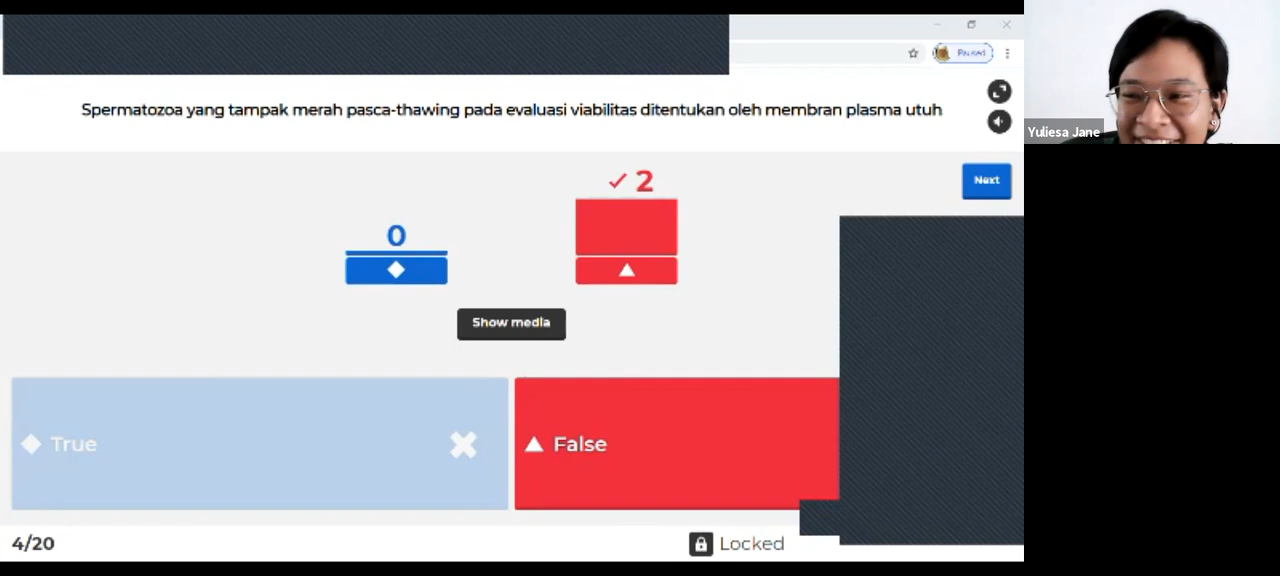 Paused
Spermatozoa yang tampak merah pasca-thawing pada evaluasi viabilitas ditentukan oleh membran plasma utuh
Yuliesa Jane
Next
0
2
Show media
True
False
4/20
Locked